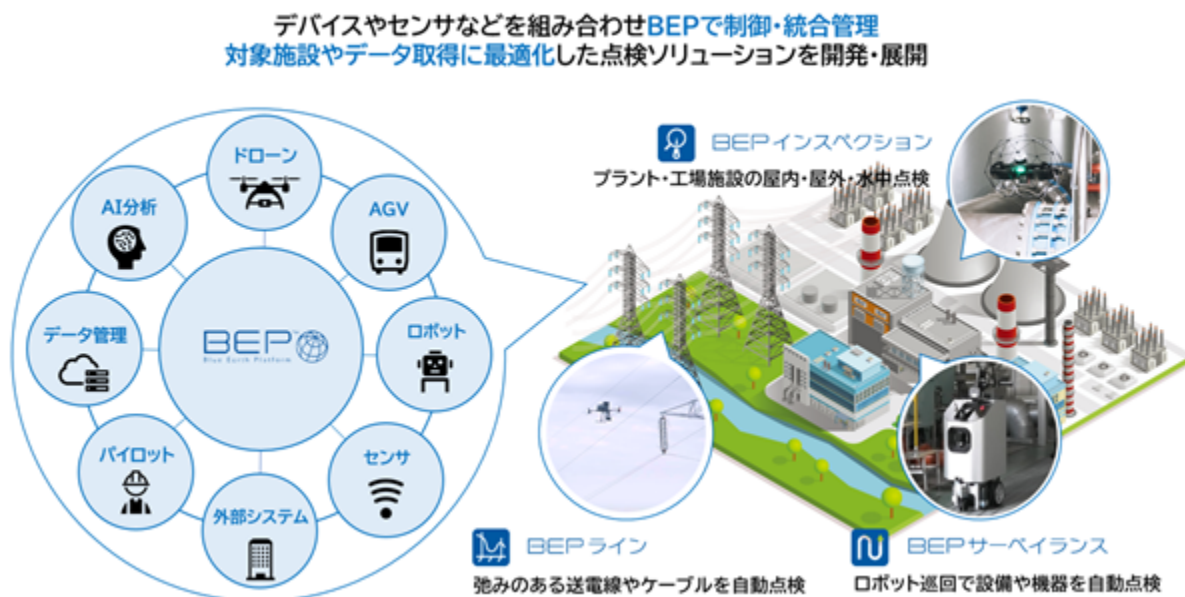 デバイスやセンサなどを組み合わせBEPで制御・統合管理
対象施設やデータ取得に最適化した点検ソリューションを開発・展開
ドローン
AI分析
AGV
データ管理
BEP
Blue Earth Platform
ロボット
パイロット
センサ
外部システム
BEPインスペクション
プラント・工場施設の屋内・屋外・水中点検
BEPライン
弛みのある送電線やケーブルを自動点検
BEPサーベイランス
ロボット巡回で設備や機器を自動点検